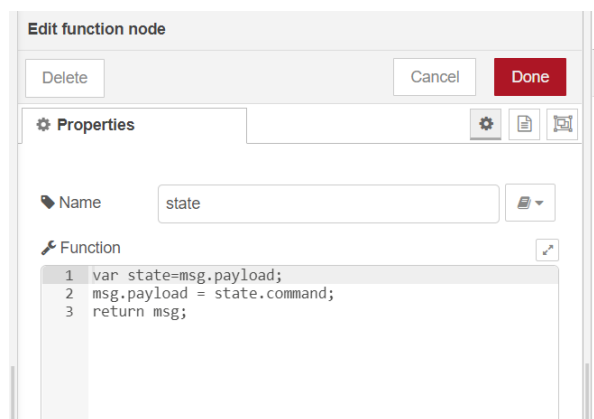 Edit function node
Delete Cancel Done
Properties
Name state
Function
1 var state=msg.payload;
2 msg.payload = state.command;
3 return msg;